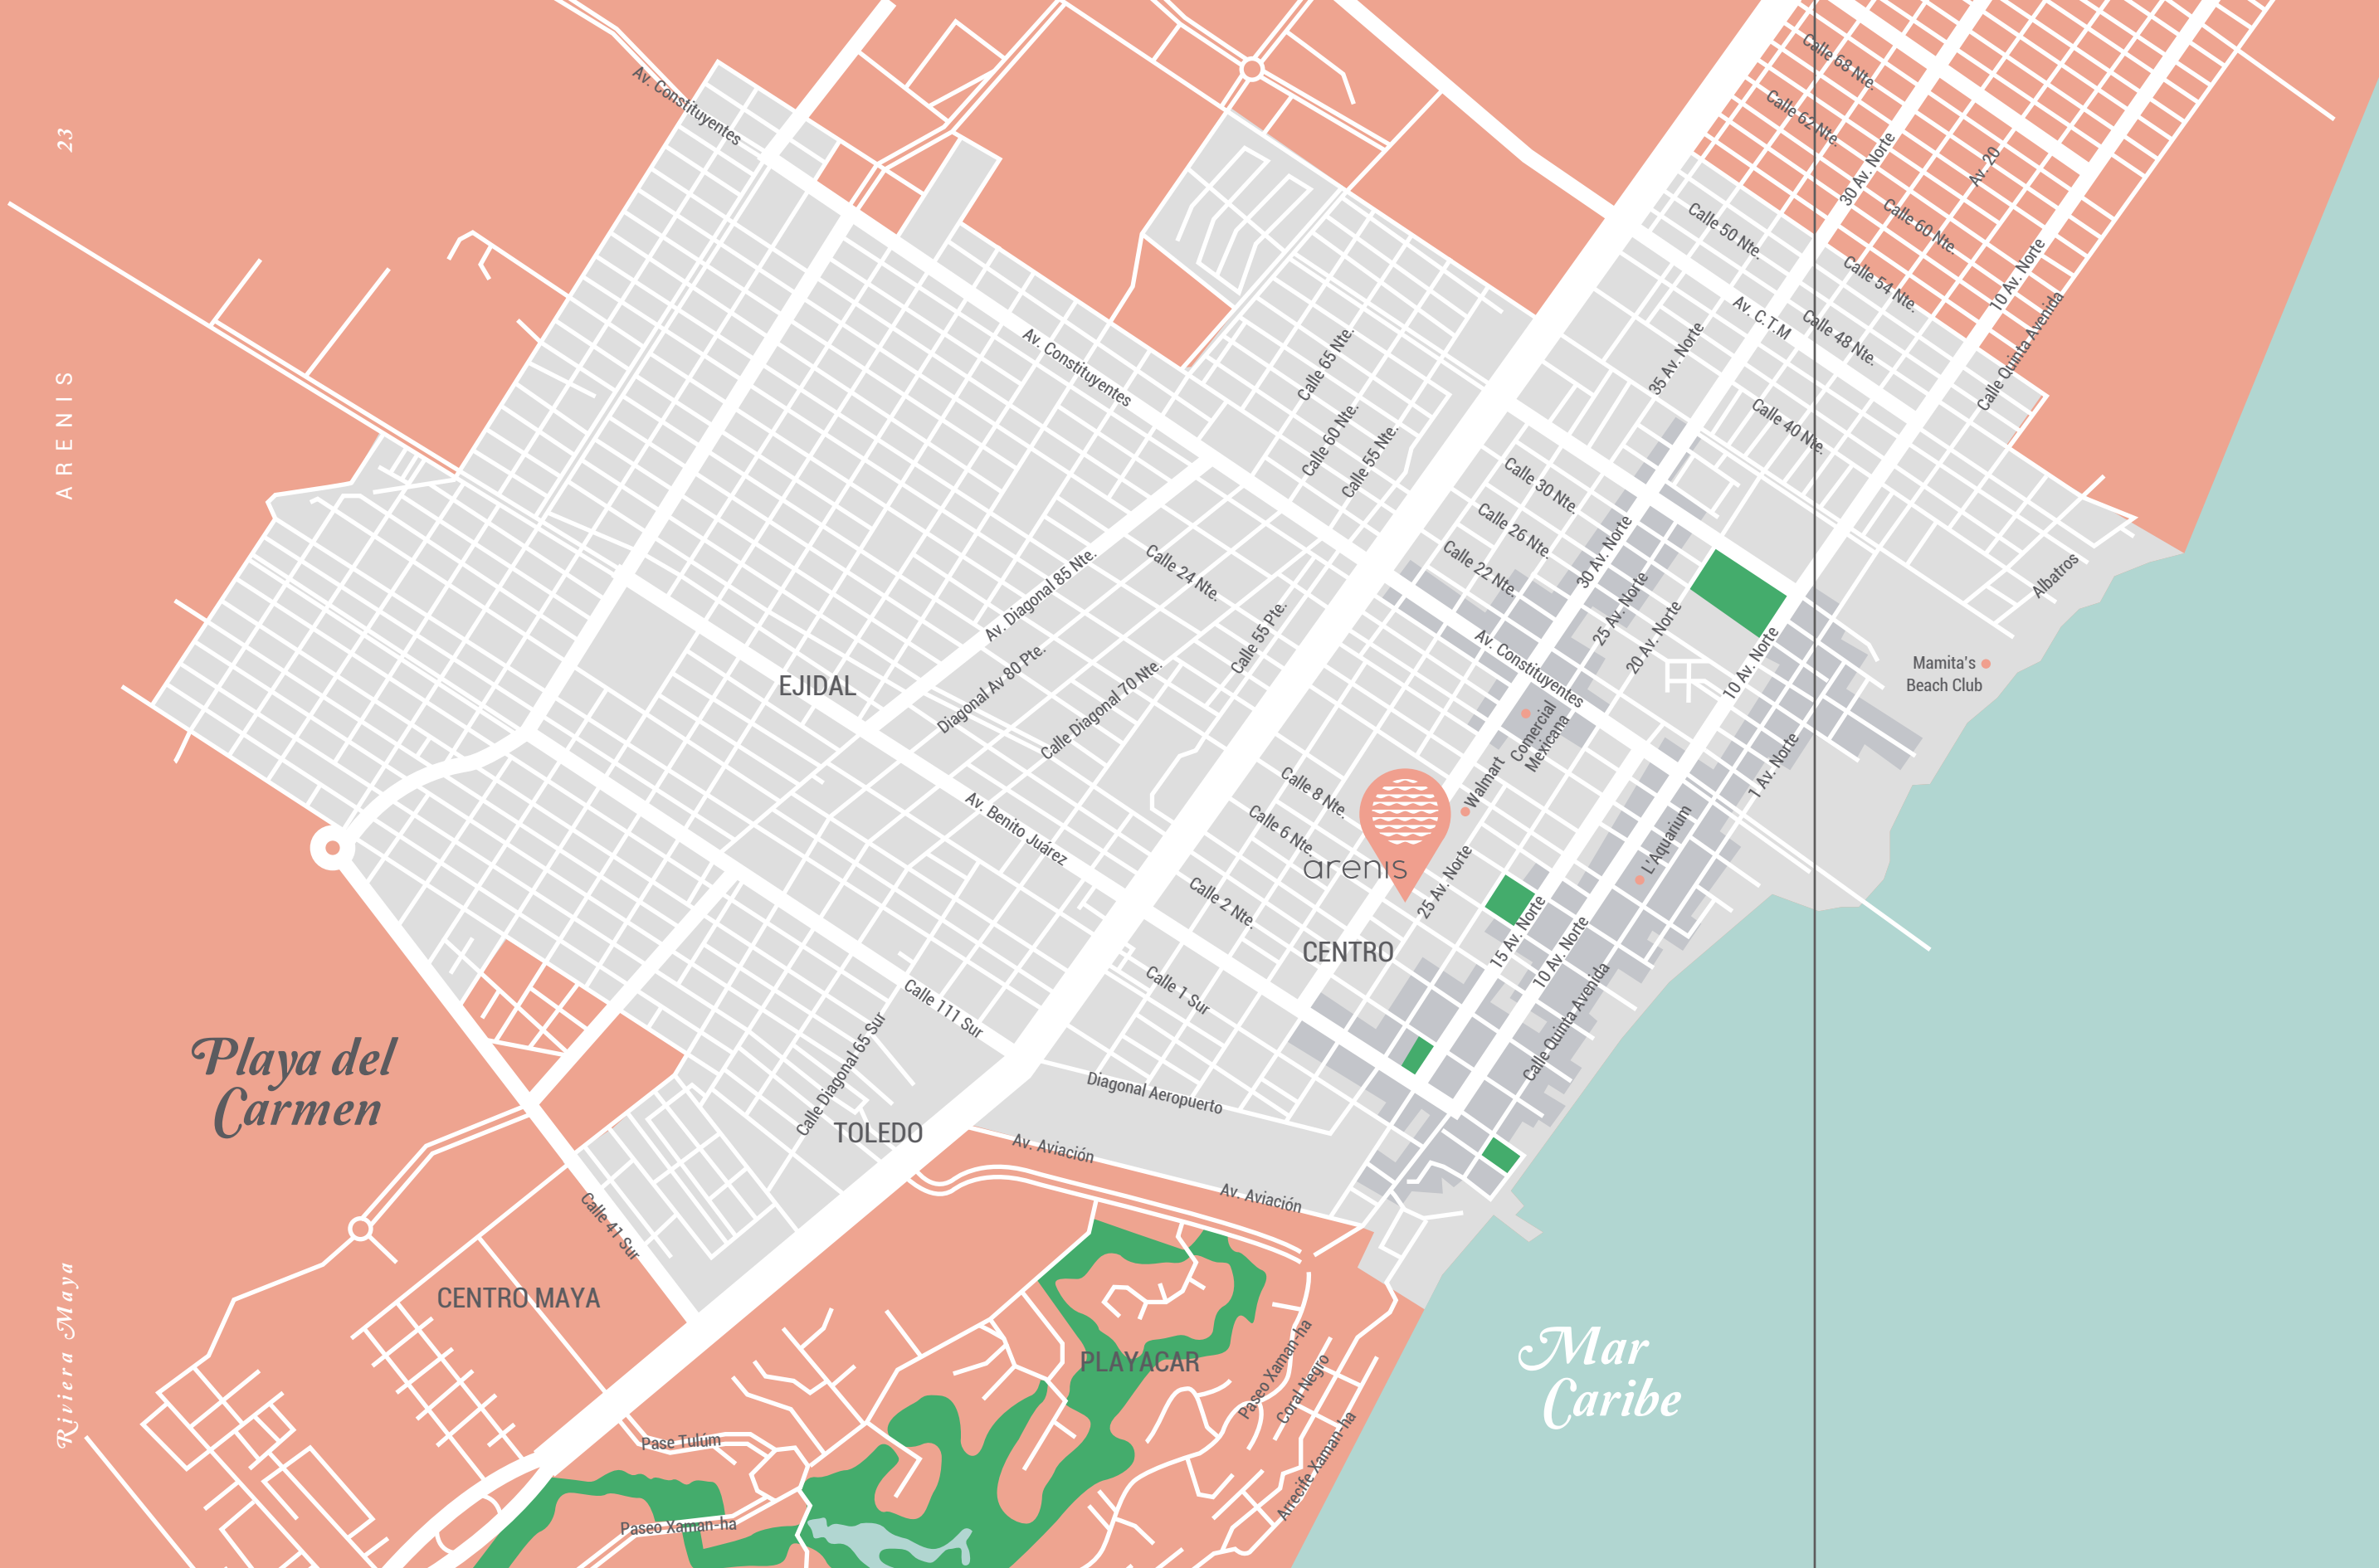 23
ARENIS
Riviera Maya
Av. Constituyentes
Calle 68 Nte.
Calle 62 Nte.
30 Av. Norte
Av. 20
Calle 60 Nte.
Calle 50 Nte.
Calle 54 Nte.
10 Av. Norte
Av. C.T.M
Calle 48 Nte.
Calle Quinta Avenida
35 Av. Norte
Calle 40 Nte.
Av. Constituyentes
Calle 65 Nte.
Calle 60 Nte.
Calle 55 Nte.
Calle 30 Nte.
Calle 26 Nte.
Calle 22 Nte.
30 Av. Norte
25 Av. Norte
20 Av. Norte
10 Av. Norte
Albatros
Mamita's
Beach Club
Av. Diagonal 85 Nte.
Calle 24 Nte.
Calle 55 Pte.
Diagonal Av 80 Pte.
Calle Diagonal 70 Nte.
EJIDAL
Av. Constituyentes
Comercial
Mexicana
Walmart
1 Av. Norte
L'Aquarium
Calle 8 Nte.
Calle 6 Nte.
arenis
25 Av. Norte
Av. Benito Juárez
Calle 2 Nte.
CENTRO
15 Av. Norte
10 Av. Norte
Calle Quinta Avenida
Calle 1 Sur
Calle 111 Sur
Calle Diagonal 65 Sur
Diagonal Aeropuerto
TOLEDO
Av. Aviación
Av. Aviación
Playa del
Carmen
Calle 41 Sur
CENTRO MAYA
PLAYACAR
Paseo Xaman-ha
Coral Negro
Arrecife Xaman-ha
Pase Tulúm
Paseo Xaman-ha
Mar
Caribe